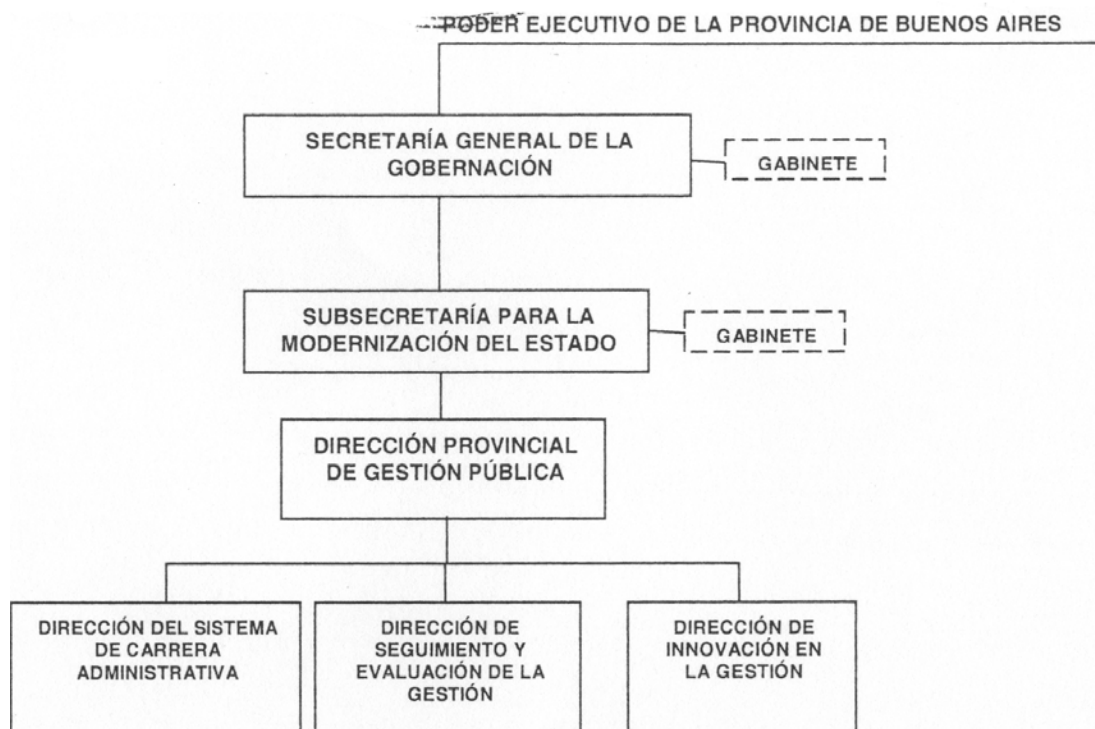 PODER EJECUTIVO DE LA PROVINCIA DE BUENOS AIRES
SECRETARÍA GENERAL DE LA
GOBERNACIÓN
GABINETE
SUBSECRETARÍA PARA LA
MODERNIZACIÓN DEL ESTADO
GABINETE
DIRECCIÓN PROVINCIAL
DE GESTIÓN PÚBLICA
DIRECCIÓN DEL SISTEMA
DE CARRERA
ADMINISTRATIVA
DIRECCIÓN DE
SEGUIMIENTO Y
EVALUACIÓN DE LA
GESTIÓN
DIRECCIÓN DE
INNOVACIÓN EN
LA GESTIÓN